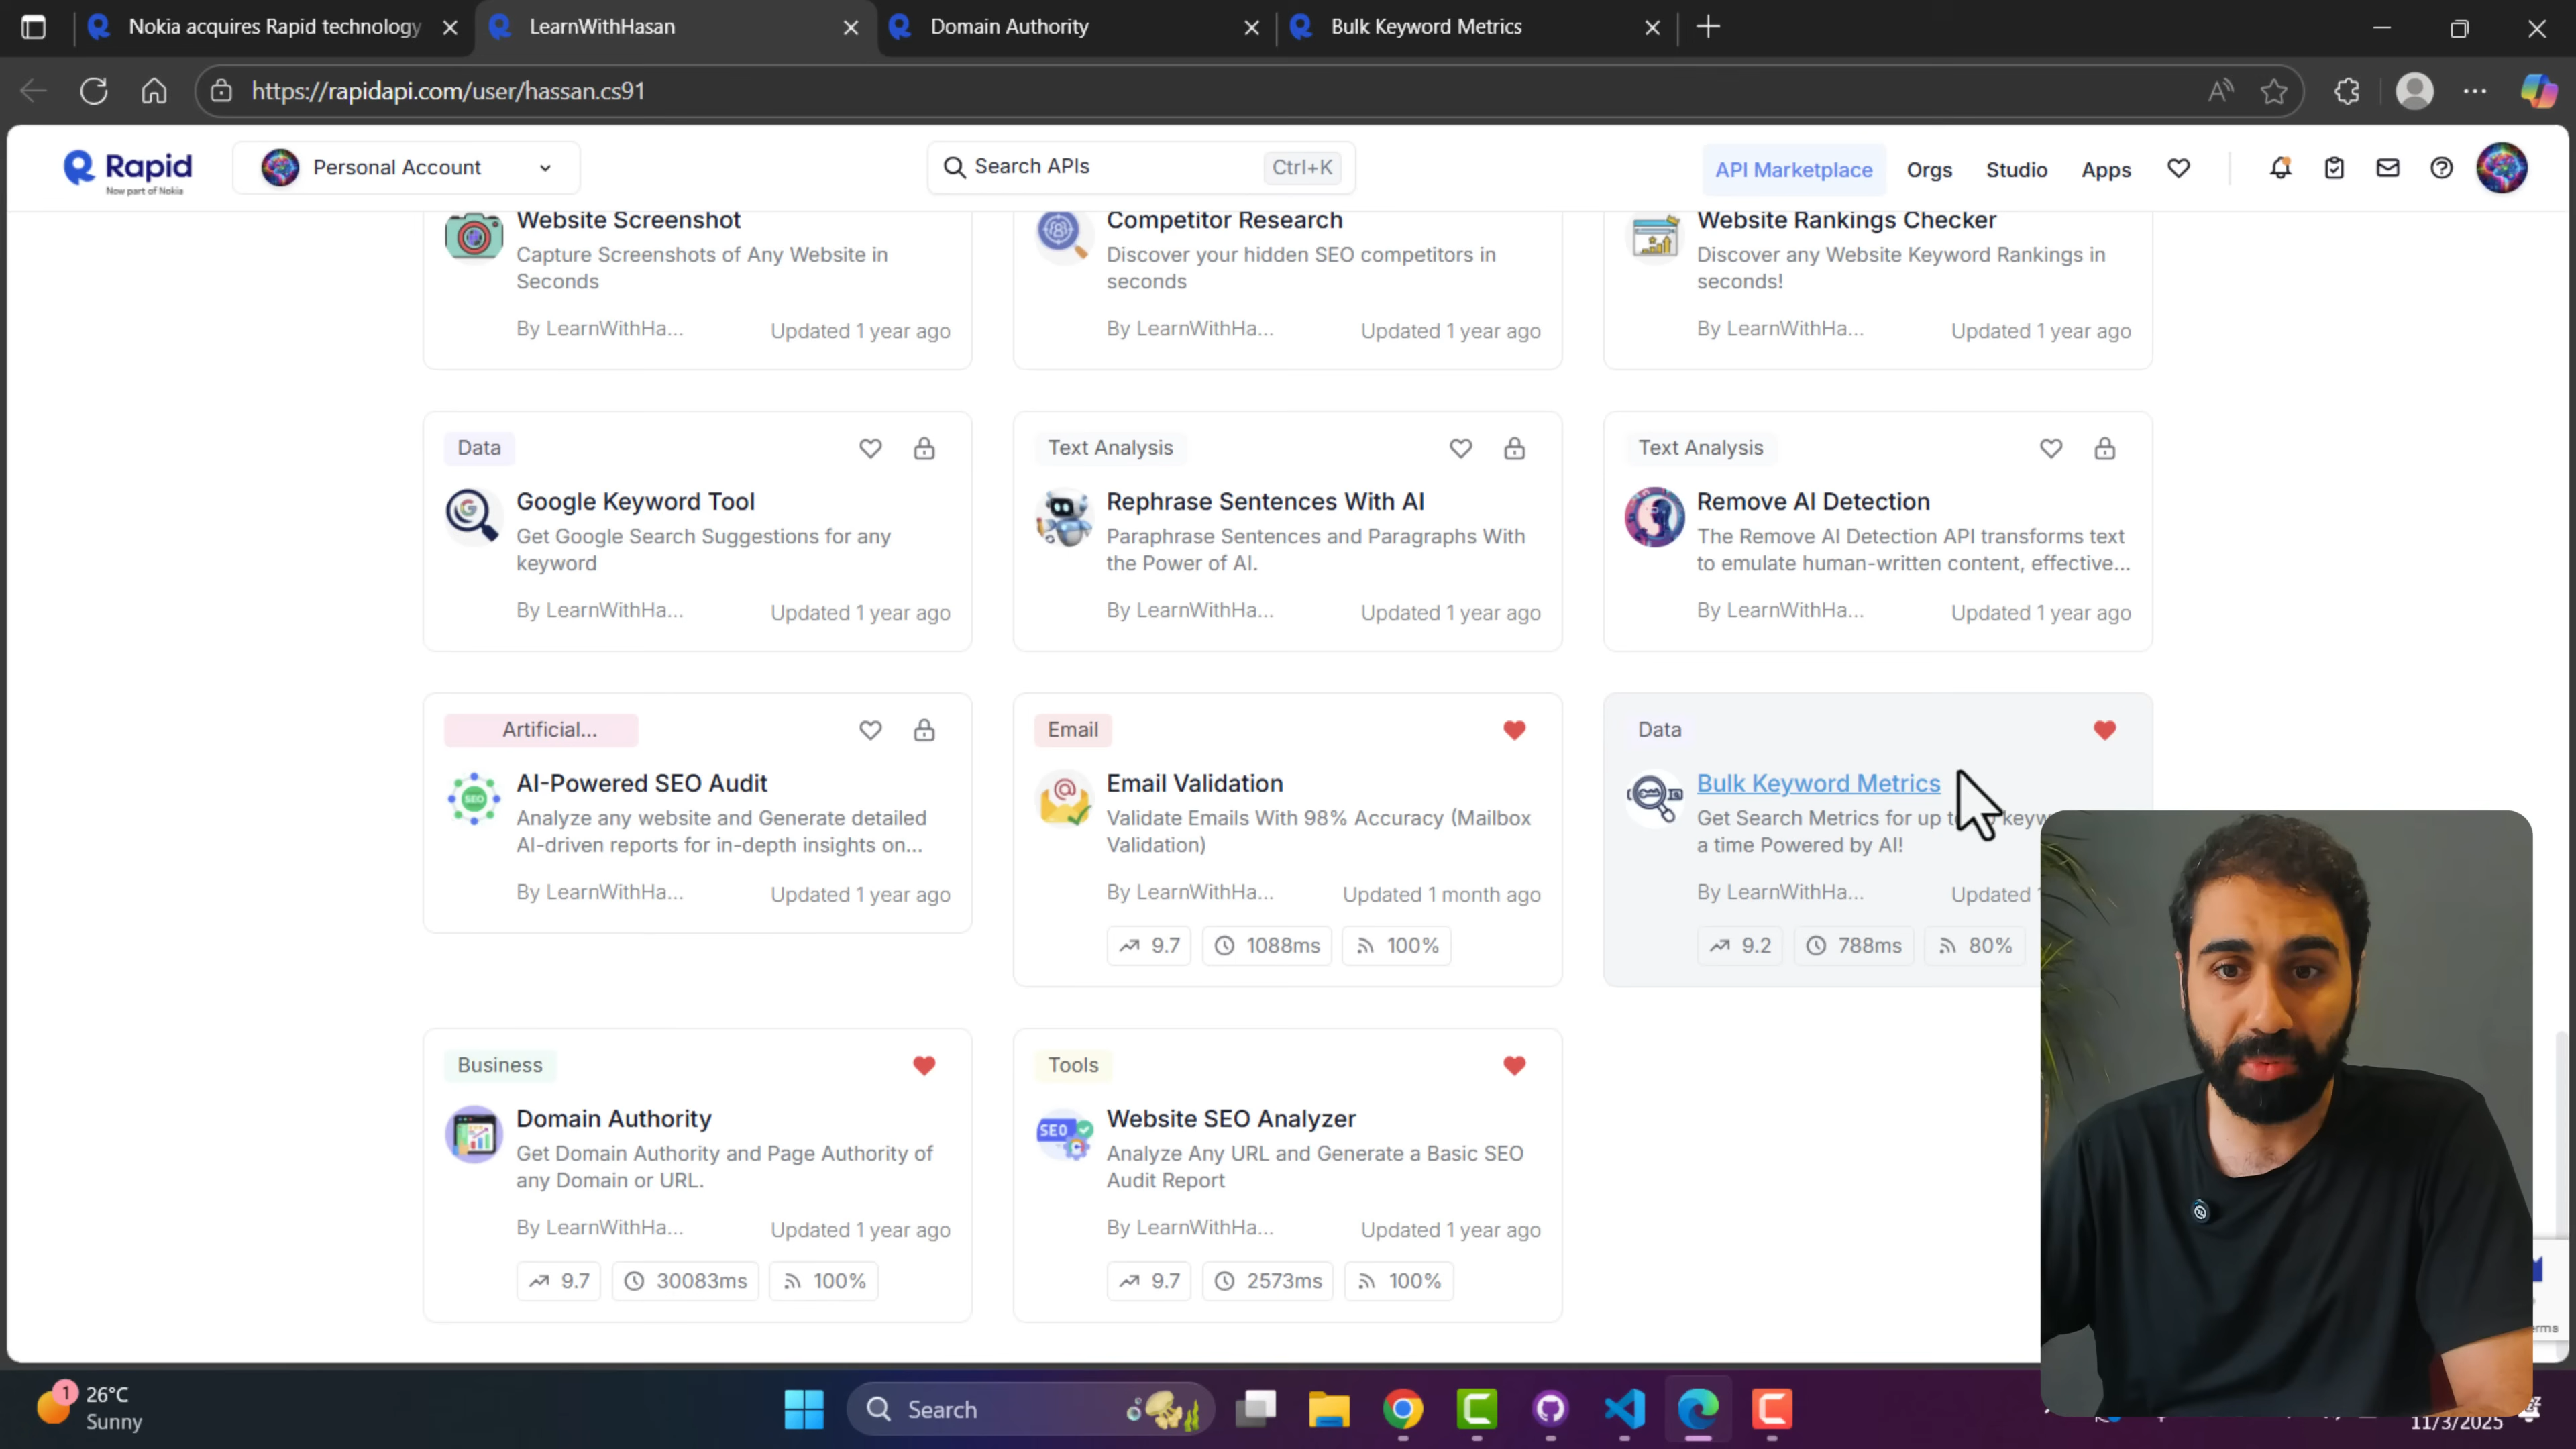 Nokia acquires Rapid technology
LearnWithHasan
Domain Authority
Bulk Keyword Metrics
https://rapidapi.com/user/hassan.cs91
Rapid
Now part of Nokia
Personal Account
Search APIs
Ctrl+K
API Marketplace
Orgs
Studio
Apps
Website Screenshot
Capture Screenshots of Any Website in
Seconds
By LearnWithHa...
Updated 1 year ago
Competitor Research
Discover your hidden SEO competitors in
seconds
By LearnWithHa...
Updated 1 year ago
Website Rankings Checker
Discover any Website Keyword Rankings in
seconds!
By LearnWithHa...
Updated 1 year ago
Data
Google Keyword Tool
Get Google Search Suggestions for any
keyword
By LearnWithHa...
Updated 1 year ago
Text Analysis
Rephrase Sentences With AI
Paraphrase Sentences and Paragraphs With
the Power of AI.
By LearnWithHa...
Updated 1 year ago
Text Analysis
Remove AI Detection
The Remove AI Detection API transforms text
to emulate human-written content, effective...
By LearnWithHa...
Updated 1 year ago
Artificial...
SEO
AI-Powered SEO Audit
Analyze any website and Generate detailed
AI-driven reports for in-depth insights on...
By LearnWithHa...
Updated 1 year ago
Email
Email Validation
Validate Emails With 98% Accuracy (Mailbox
Validation)
By LearnWithHa...
Updated 1 month ago
9.7
1088ms
100%
Data
Bulk Keyword Metrics
Get Search Metrics for up
a time Powered by AI!
By LearnWithHa...
Updated
9.2
788ms
80%
Business
Domain Authority
Get Domain Authority and Page Authority of
any Domain or URL.
By LearnWithHa...
Updated 1 year ago
9.7
30083ms
100%
Tools
SEO
Website SEO Analyzer
Analyze Any URL and Generate a Basic SEO
Audit Report
By LearnWithHa...
Updated 1 year ago
9.7
2573ms
100%
1
26°C
Sunny
Search
11/3/2025